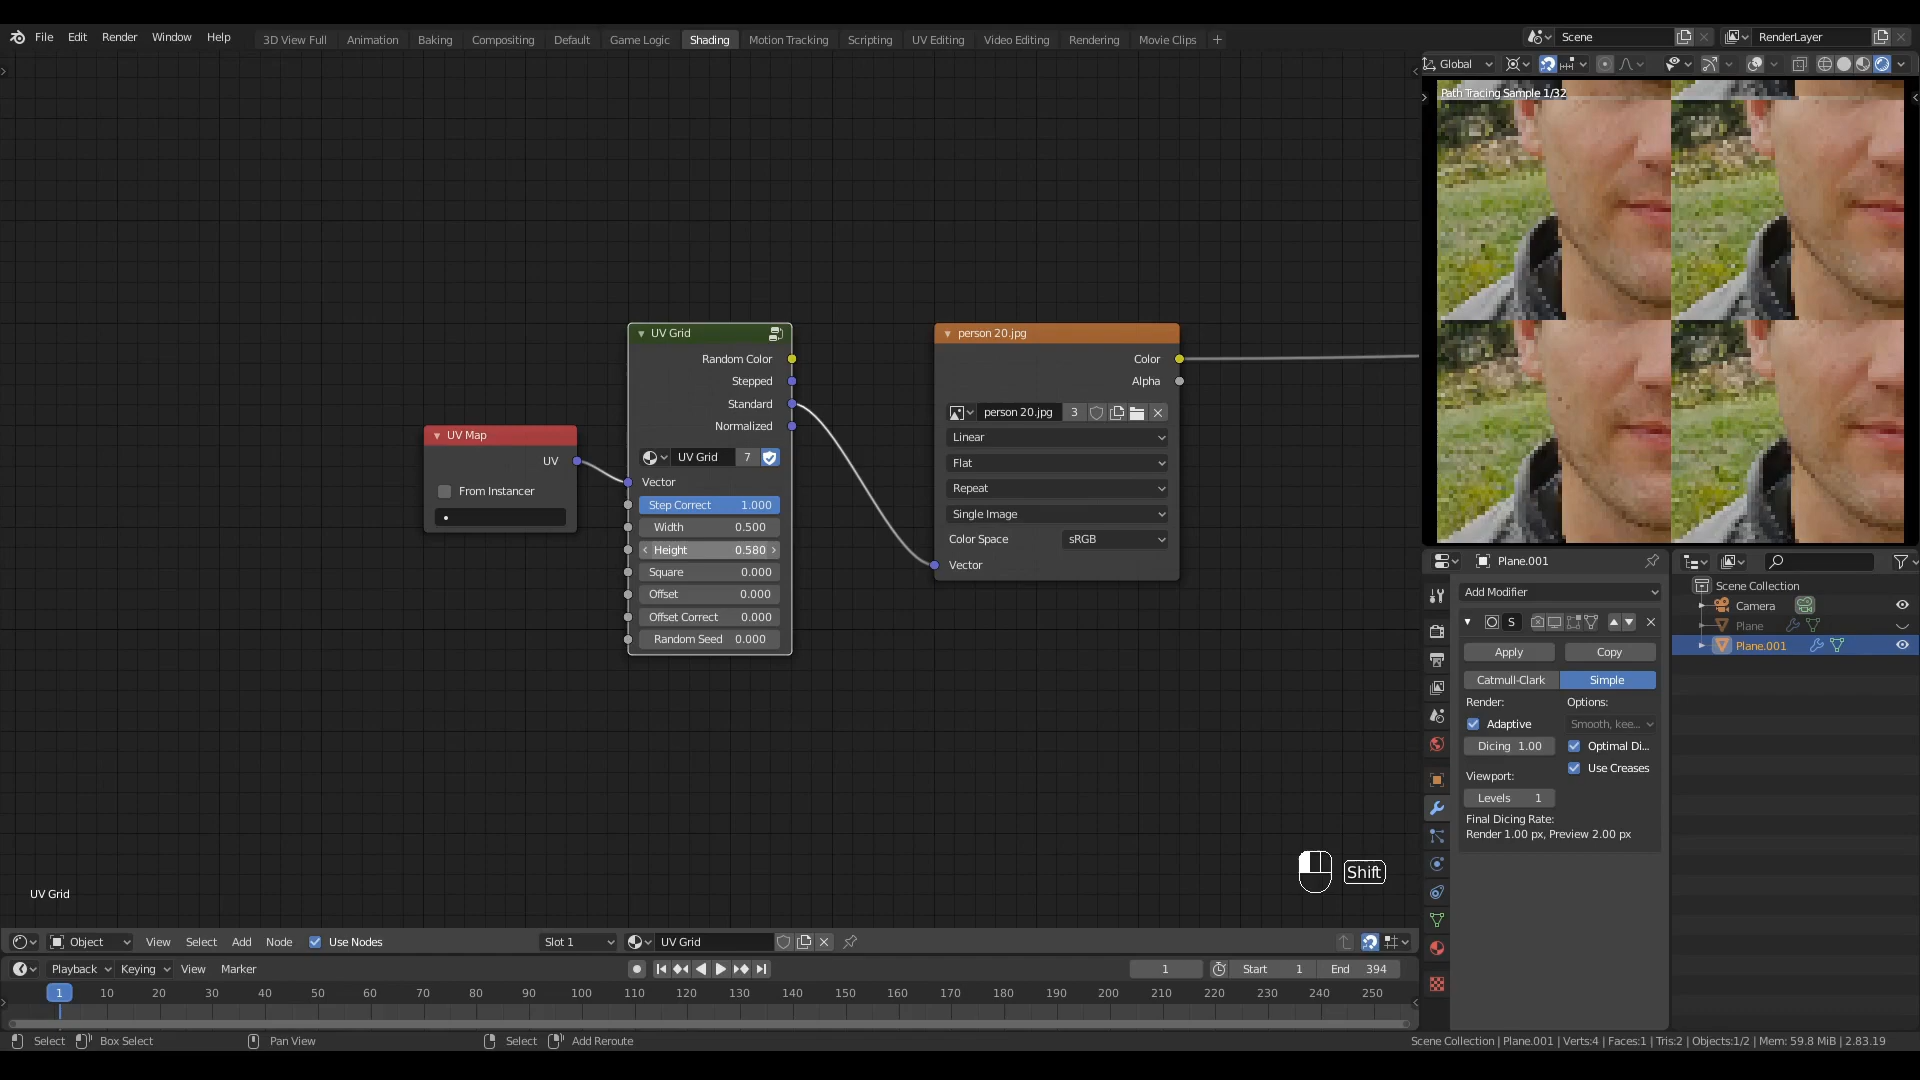 File Edit Render Window Help 3D View Full Animation Baking Compositing Default Game Logic Shading Motion Tracking Scripting UV Editing Video Editing Rendering Movie Clips + Scene RenderLayer
Global
Path Tracing Sample 1/32
UV Grid
Random Color
Stepped
Standard
Normalized
UV Grid 7
Vector
Step Correct 1.000
Width 0.500
Height 0.580
Square 0.000
Offset 0.000
Offset Correct 0.000
Random Seed 0.000
UV Map
UV
From Instancer
person 20.jpg
Color
Alpha
person 20.jpg 3
Linear
Flat
Repeat
Single Image
Color Space sRGB
Vector
Plane.001
Add Modifier
S
Apply Copy
Catmull-Clark Simple
Render: Options:
Adaptive Smooth, kee...
Dicing 1.00 Optimal Di...
Use Creases
Viewport:
Levels 1
Final Dicing Rate:
Render 1.00 px, Preview 2.00 px
Scene Collection
Camera
Plane
Plane.001
Shift
UV Grid
Object View Select Add Node Use Nodes Slot 1 UV Grid
Playback Keying View Marker 1 Start 1 End 394
1 10 20 30 40 50 60 70 80 90 100 110 120 130 140 150 160 170 180 190 200 210 220 230 240 250
Select Box Select Pan View Select Add Reroute Scene Collection | Plane.001 | Verts:4 | Faces:1 | Tris:2 | Objects:1/2 | Mem: 59.8 MiB | 2.83.19